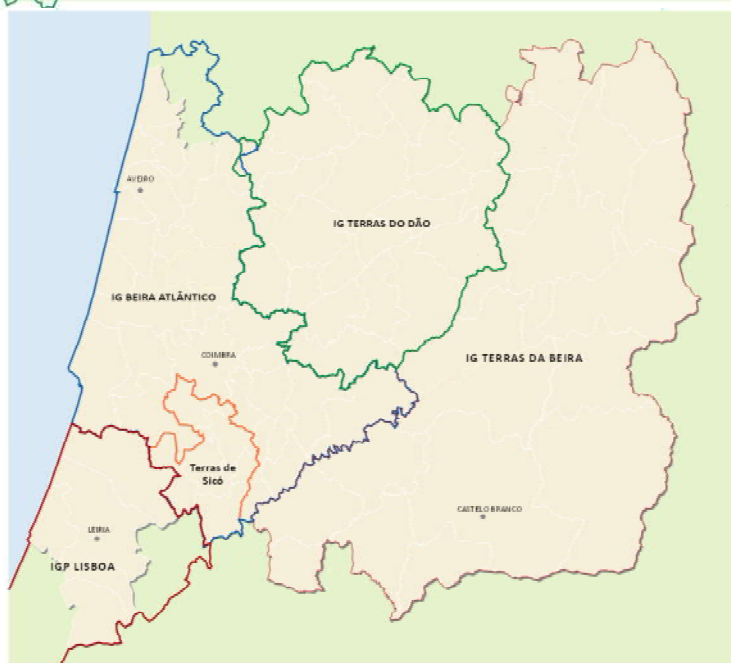 AVEIRO
IG TERRAS DO DÃO
IG BEIRA ATLÂNTICO
COIMBRA
IG TERRAS DA BEIRA
Terras de
Sicó
CASTELO BRANCO
LEIRIA
IGP LISBOA